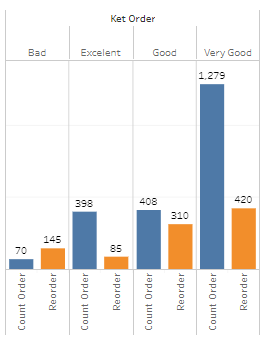 Ket Order
Bad Excelent Good Very Good
70 145 398 85 408 310 1,279 420
Count Order Reorder Count Order Reorder Count Order Reorder Count Order Reorder